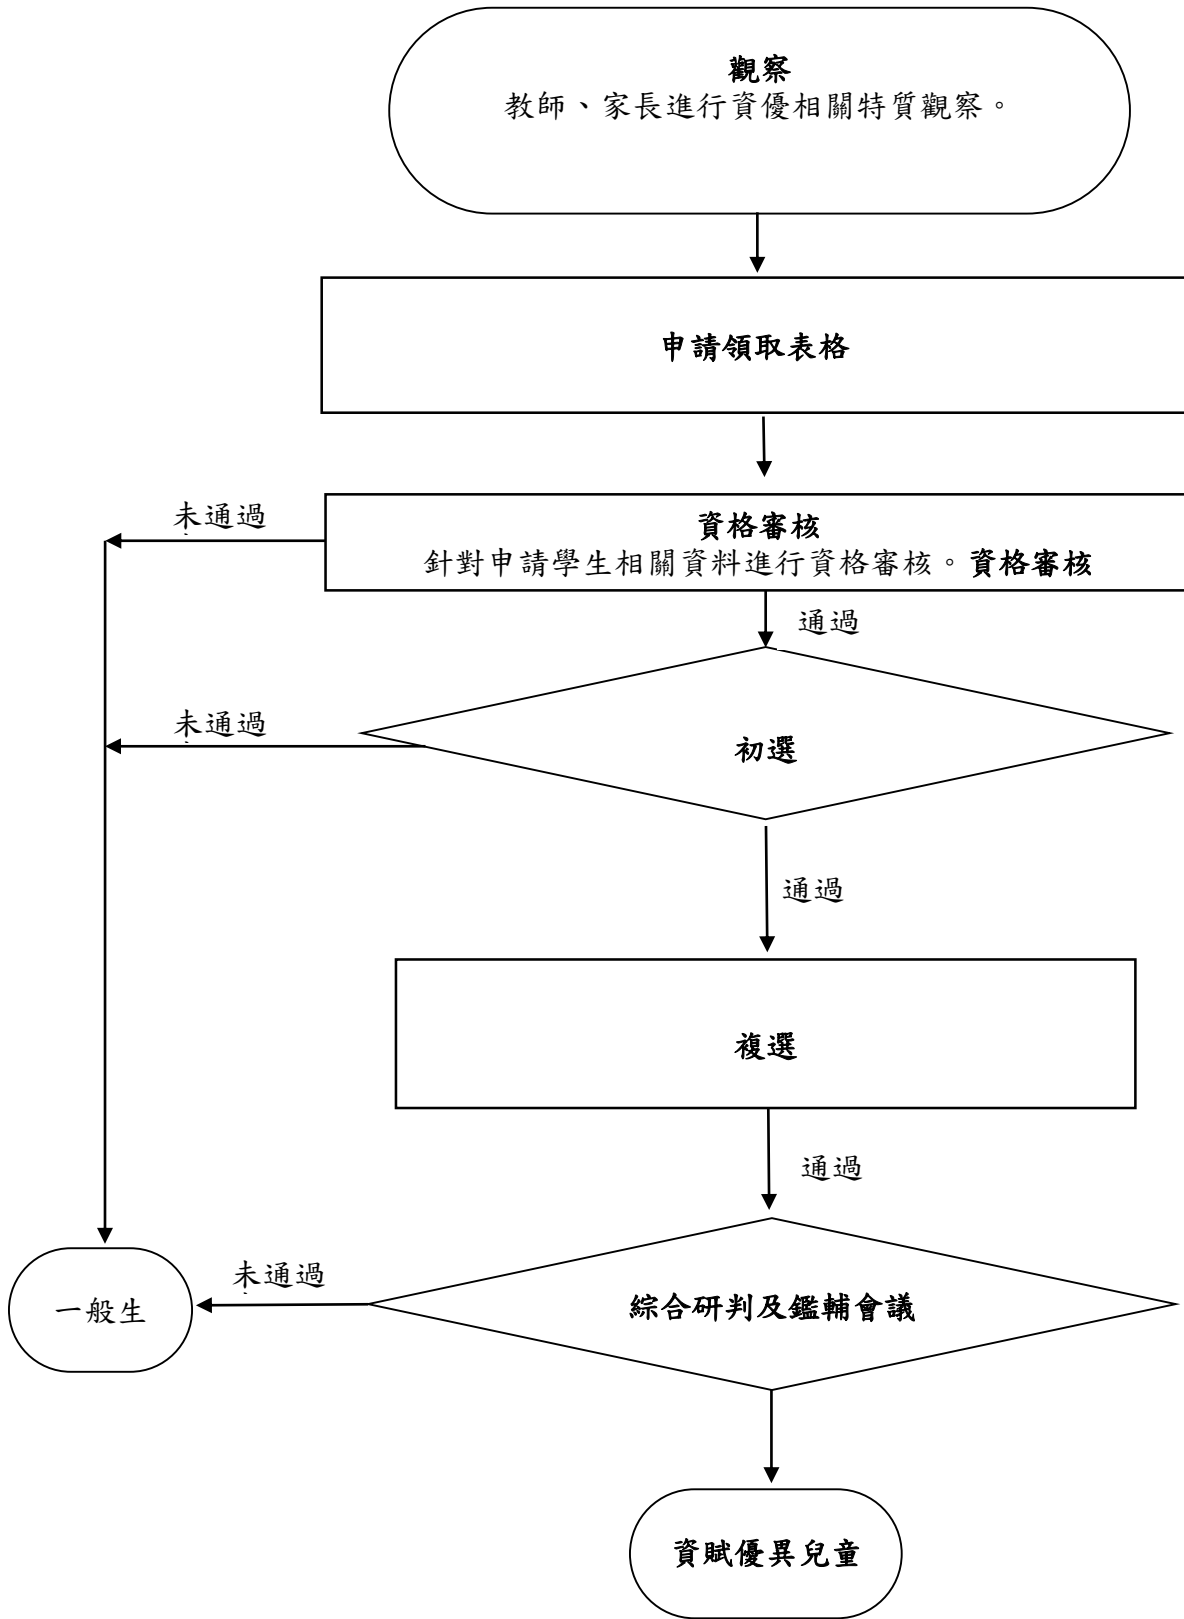 觀察
教師、家長進行資優相關特質觀察。
申請領取表格
未通過
資格審核
針對申請學生相關資料進行資格審核。資格審核
通過
未通過
初選
通過
複選
通過
未通過
一般生
綜合研判及鑑輔會議
資賦優異兒童